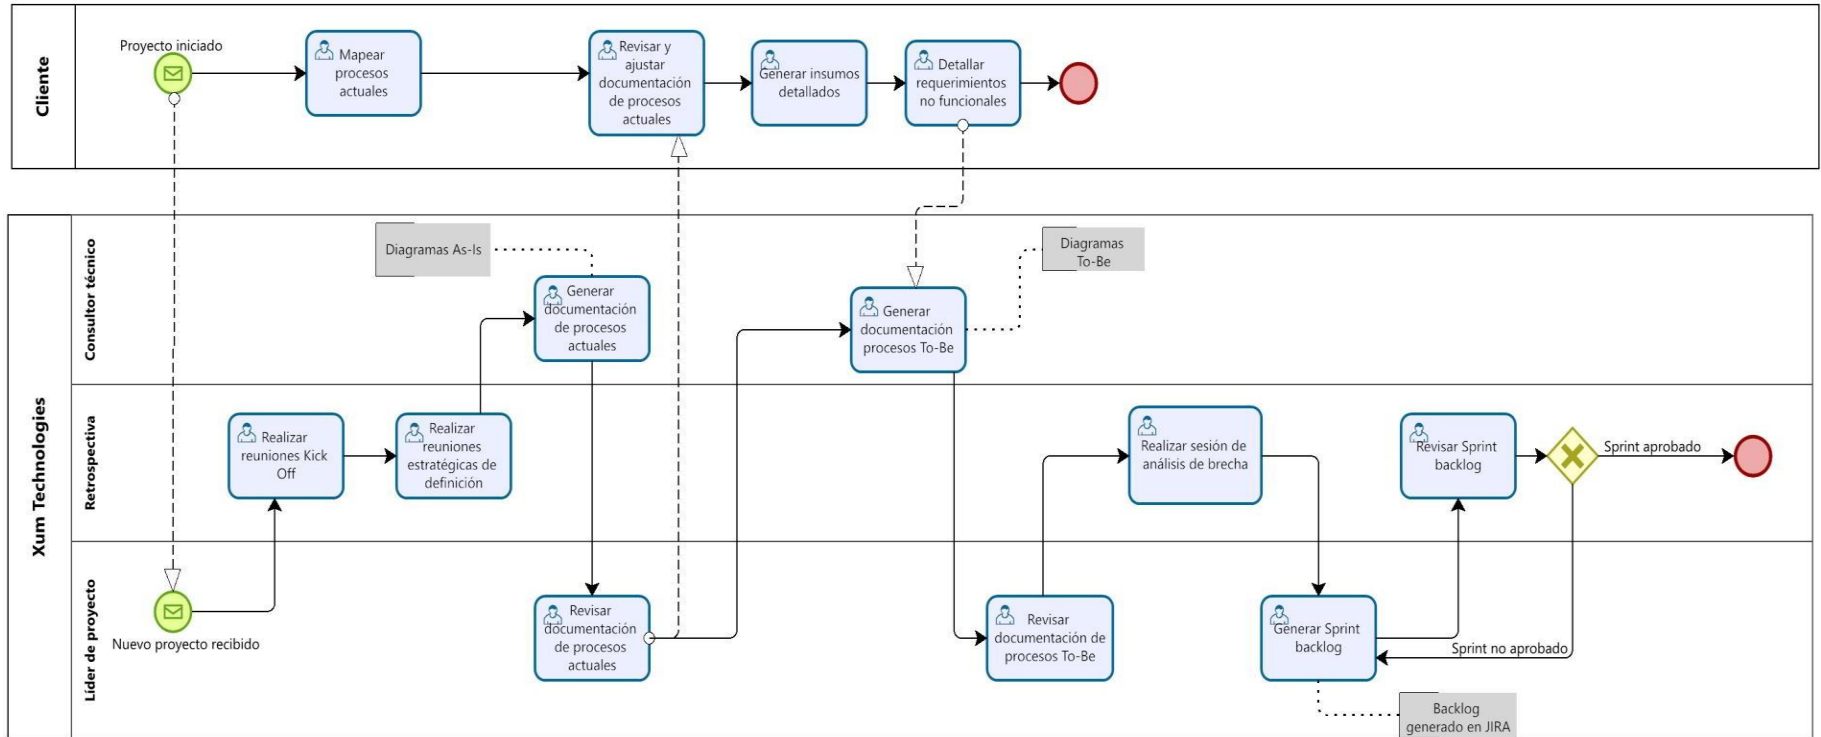 Cliente
Proyecto iniciado
Mapear
procesos
actuales
Revisar y
ajustar
documentación
de procesos
actuales
Generar insumos
detallados
Detallar
requerimientos
no funcionales
Xum Technologies
Consultor técnico
Diagramas As-Is
Generar
documentación
de procesos
actuales
Generar
documentación
procesos To-Be
Diagramas
To-Be
Retrospectiva
Realizar
reuniones Kick
Off
Realizar
reuniones
estratégicas de
definición
Realizar sesión de
análisis de brecha
Revisar Sprint
backlog
Sprint aprobado
Líder de proyecto
Nuevo proyecto recibido
Revisar
documentación
de procesos
actuales
Revisar
documentación de
procesos To-Be
Generar Sprint
backlog
Sprint no aprobado
Backlog
generado en JIRA